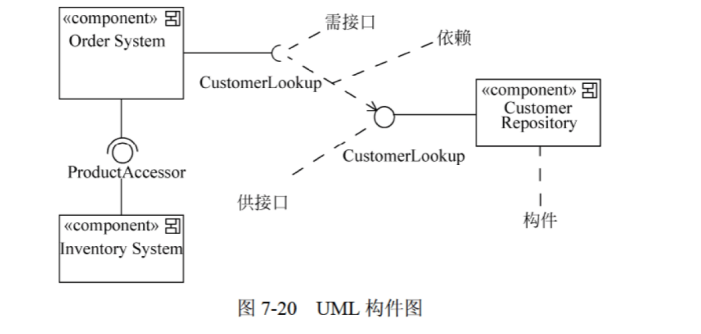 «component»
Order System
需接口
依赖
CustomerLookup
«component»
Customer
Repository
CustomerLookup
ProductAccessor
供接口
构件
«component»
Inventory System
图 7-20 UML 构件图